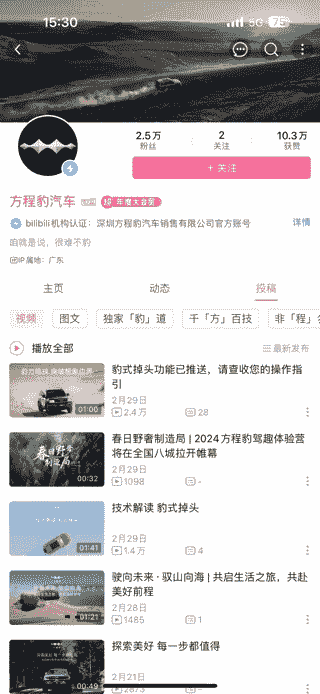 15:30
5G 75
2.5万
2
10.3万
粉丝
关注
获赞
+ 关注
方程豹汽车
年度大会员
bilibili机构认证：深圳方程豹汽车销售有限公司官方账号
详情
咱就是说，很难不豹
IP属地：广东
主页
动态
投稿
视频
图文
独家「豹」道
千「方」百技
非「程」
播放全部
最新发布
豹式掉头功能已推送，请查收您的操作指
引
2月29日
2.4万
28
01:00
春日野奢制造局 | 2024方程豹驾趣体验营
将在全国八城拉开帷幕
2月29日
1098
-
00:32
技术解读 豹式掉头
2月29日
1.4万
4
01:41
驶向未来·驭山向海 | 共启生活之旅，共赴
美好前程
2月28日
1465
1
01:21
探索美好 每一步都值得
2月21日
2873
00:49